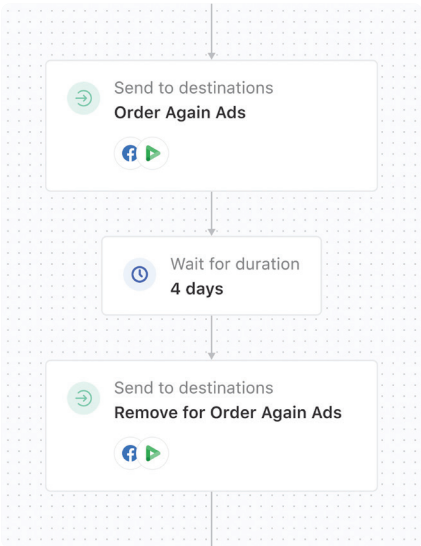 Send to destinations
Order Again Ads
Wait for duration
4 days
Send to destinations
Remove for Order Again Ads